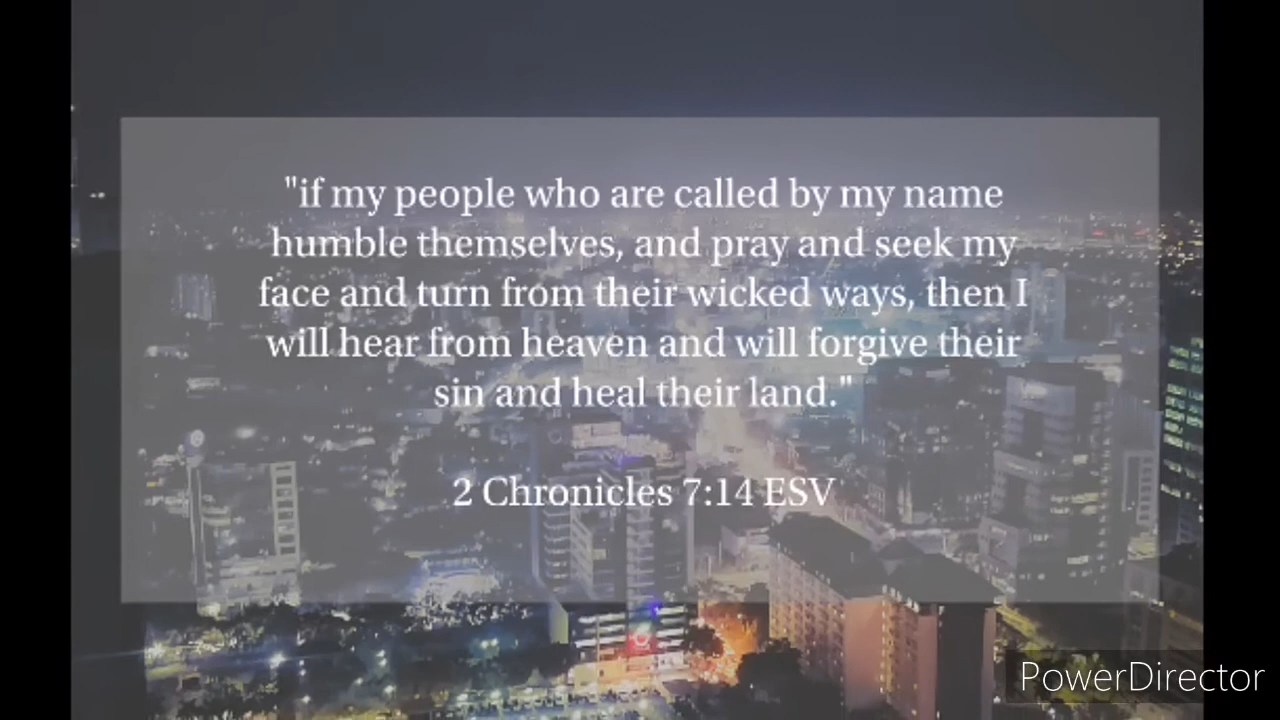 "if my people who are called by my name
humble themselves, and pray and seek my
face and turn from their wicked ways, then I
will hear from heaven and will forgive their
sin and heal their land."
2 Chronicles 7:14 ESV
PowerDirector